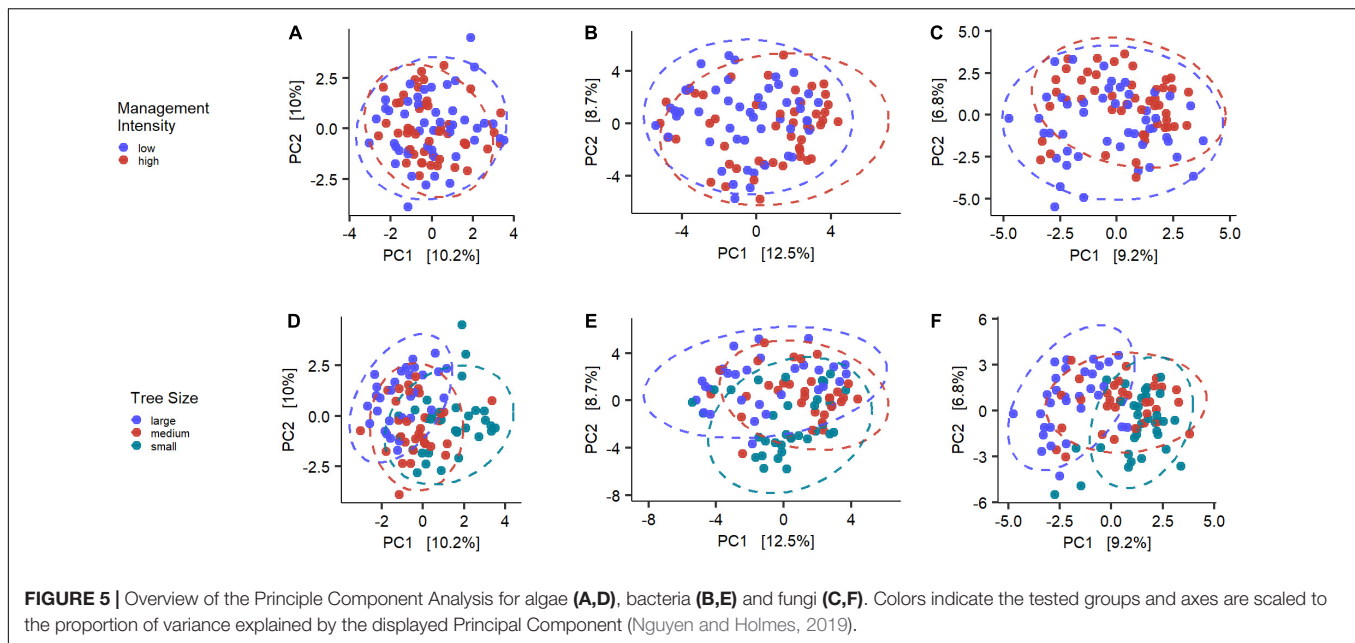 A
B
C
Management
Intensity
low
high
PC2 [10%]
2.5
0.0
-2.5
-4
-2
0
2
4
PC1 [10.2%]
PC2 [8.7%]
4
0
-4
-4
0
4
PC1 [12.5%]
PC2 [6.8%]
5.0
2.5
0.0
-2.5
-5.0
-5.0
-2.5
0.0
2.5
5.0
PC1 [9.2%]
D
E
F
Tree Size
large
medium
small
PC2 [10%]
2.5
0.0
-2.5
-2
0
2
4
PC1 [10.2%]
PC2 [8.7%]
4
0
-4
-8
-8
-4
0
4
PC1 [12.5%]
PC2 [6.8%]
6
3
0
-3
-6
-5.0
-2.5
0.0
2.5
5.0
PC1 [9.2%]
FIGURE 5 | Overview of the Principle Component Analysis for algae (A,D), bacteria (B,E) and fungi (C,F). Colors indicate the tested groups and axes are scaled to
the proportion of variance explained by the displayed Principal Component (Nguyen and Holmes, 2019).